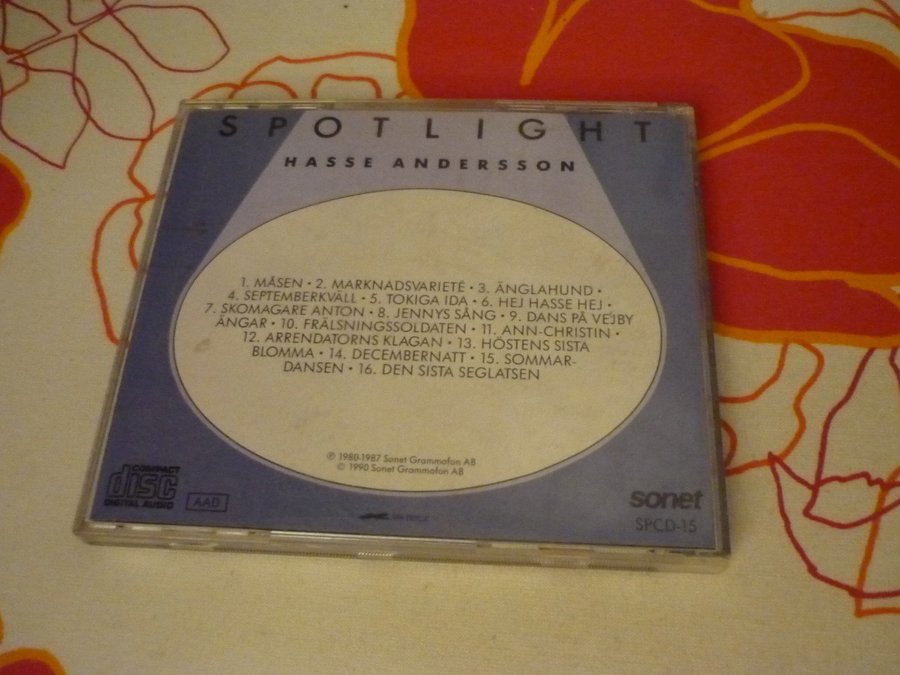 SPOTLIGHT
HASSE ANDERSSON
1. MÅSEN • 2. MARKNADSVARIETÉ • 3. ÄNGLAHUND •
4. SEPTEMBERKVÄLL • 5. TOKIGA IDA • 6. HEJ HASSE HEJ •
7. SKOMAGARE ANTON • 8. JENNYS SÅNG • 9. DANS PÅ VEJBY
ÄNGAR • 10. FRÄLSNINGSSOLDATEN • 11. ANN-CHRISTIN •
12. ARRENDATORNS KLAGAN • 13. HÖSTENS SISTA
BLOMMA • 14. DECEMBERNATT • 15. SOMMAR-
DANSEN • 16. DEN SISTA SEGLATSEN
℗ 1980-1987 Sonet Grammofon AB
© 1990 Sonet Grammofon AB
COMPACT
disc
DIGITAL AUDIO
AAD
sonet
SPCD-15